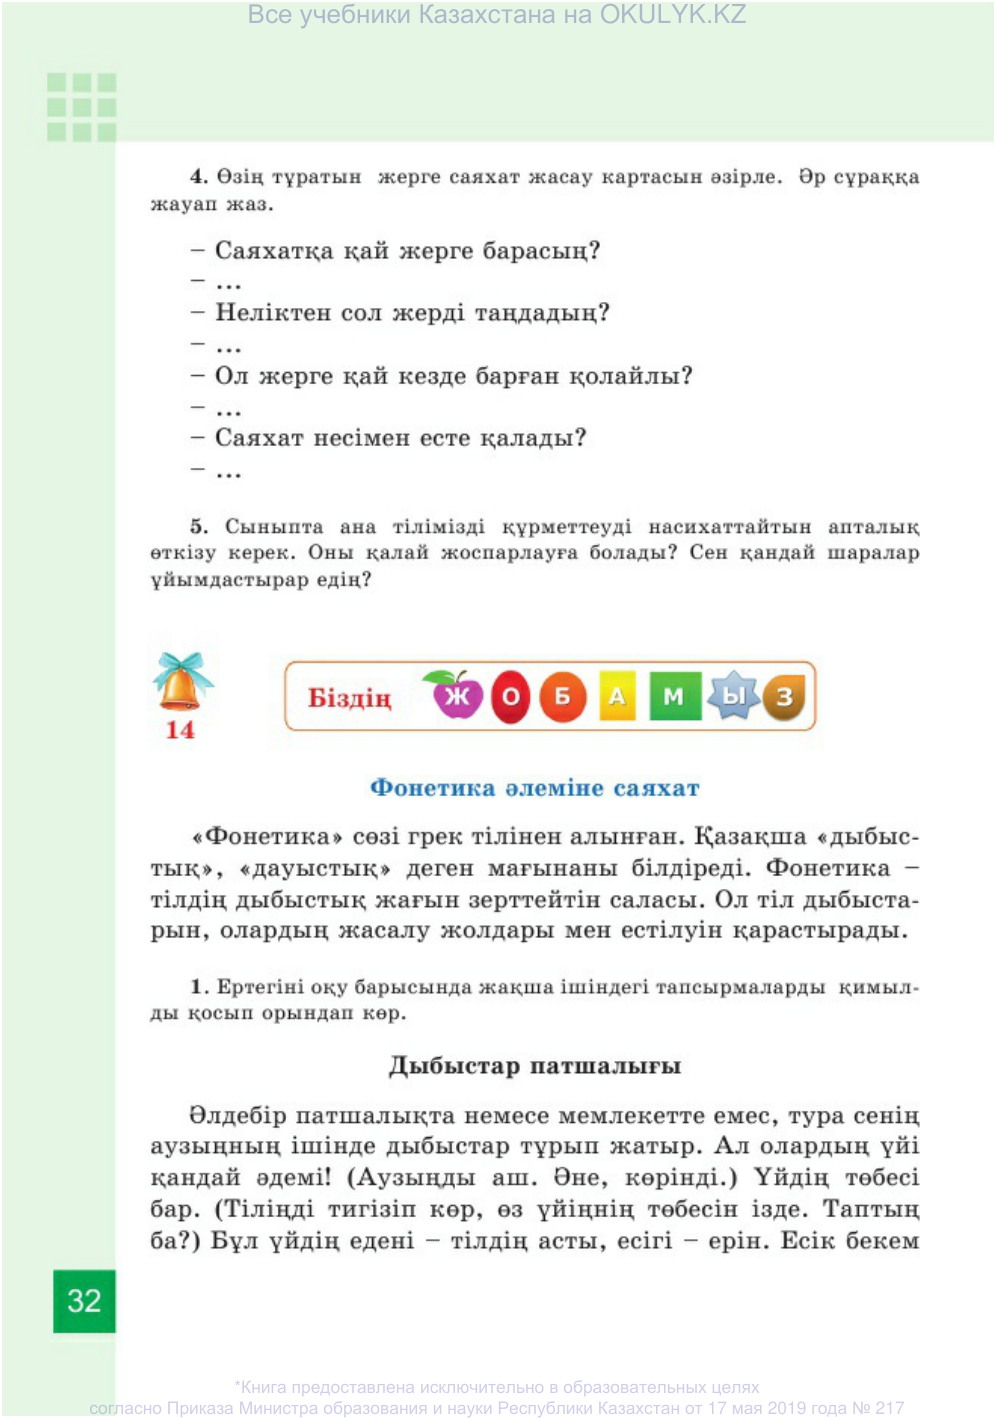 Все учебники Казахстана на OKULYK.KZ
4. Өзің тұратын жерге саяхат жасау картасын әзірле. Әр сұраққа
жауап жаз.
– Саяхатқа қай жерге барасың?
– ...
– Неліктен сол жерді таңдадың?
– ...
– Ол жерге қай кезде барған қолайлы?
– ...
– Саяхат несімен есте қалады?
– ...
5. Сыныпта ана тілімізді құрметтеуді насихаттайтын апталық
өткізу керек. Оны қалай жоспарлауға болады? Сен қандай шаралар
ұйымдастырар едің?
14
Біздің ЖОБАМЫЗ
Фонетика әлеміне саяхат
«Фонетика» сөзі грек тілінен алынған. Қазақша «дыбыс-
тық», «дауыстық» деген мағынаны білдіреді. Фонетика –
тілдің дыбыстық жағын зерттейтін саласы. Ол тіл дыбыста-
рын, олардың жасалу жолдары мен естілуін қарастырады.
1. Ертегіні оқу барысында жақша ішіндегі тапсырмаларды қимыл-
ды қосып орындап көр.
Дыбыстар патшалығы
Әлдебір патшалықта немесе мемлекетте емес, тура сенің
аузыңның ішінде дыбыстар тұрып жатыр. Ал олардың үйі
қандай әдемі! (Аузыңды аш. Әне, көрінді.) Үйдің төбесі
бар. (Тіліңді тигізіп көр, өз үйіңнің төбесін ізде. Таптың
ба?) Бұл үйдің едені – тілдің асты, есігі – ерін. Есік бекем
32
*Книга предоставлена исключительно в образовательных целях
согласно Приказа Министра образования и науки Республики Казахстан от 17 мая 2019 года № 217